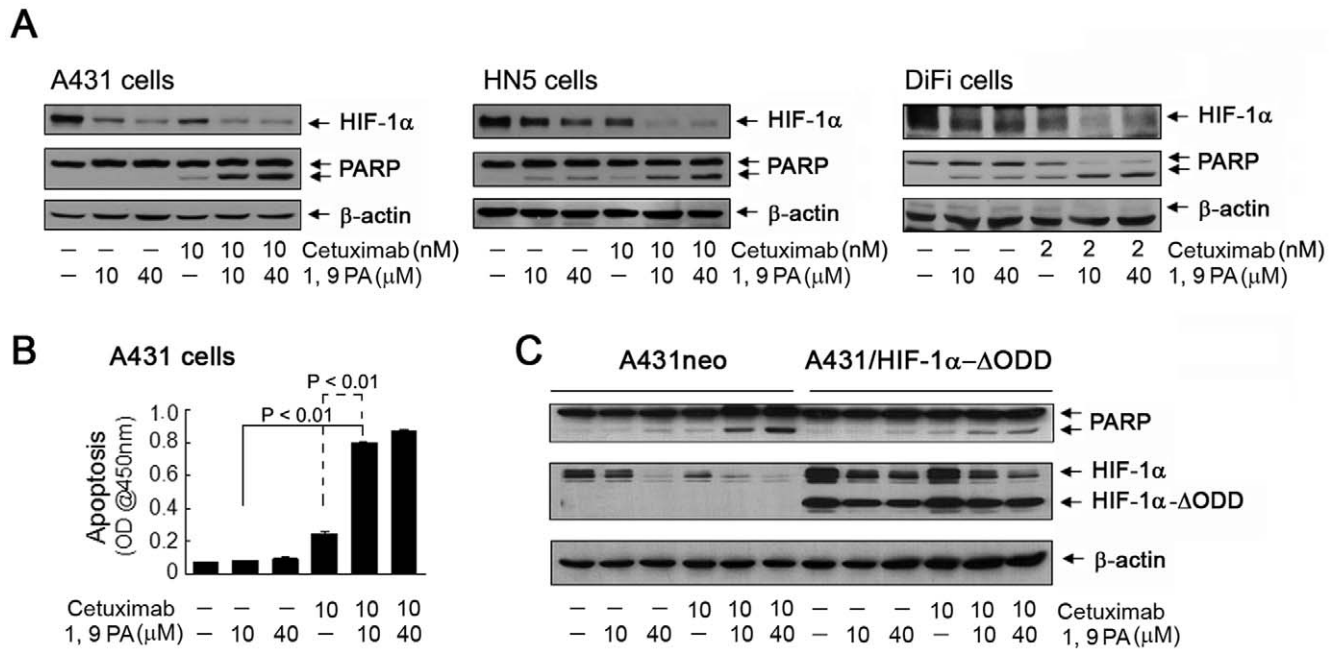 A
A431 cells
HN5 cells
DiFi cells
← HIF-1α
← HIF-1α
← HIF-1α
PARP
PARP
PARP
← β-actin
← β-actin
← β-actin
– – – 10 10 10 Cetuximab (nM)
– 10 40 – 10 40 1, 9 PA (μM)
– – – 10 10 10 Cetuximab (nM)
– 10 40 – 10 40 1, 9 PA (μM)
– – – 2 2 2 Cetuximab (nM)
– 10 40 – 10 40 1, 9 PA (μM)
B
A431 cells
P < 0.01
P < 0.01
Apoptosis
(OD @450nm)
1.0
0.8
0.6
0.4
0.2
0
Cetuximab – – – 10 10 10
1, 9 PA (μM) – 10 40 – 10 40
C
A431neo
A431/HIF-1α–ΔODD
PARP
← HIF-1α
← HIF-1α-ΔODD
← β-actin
– – – 10 10 10 – – – 10 10 10 Cetuximab
– 10 40 – 10 40 – 10 40 – 10 40 1, 9 PA (μM)